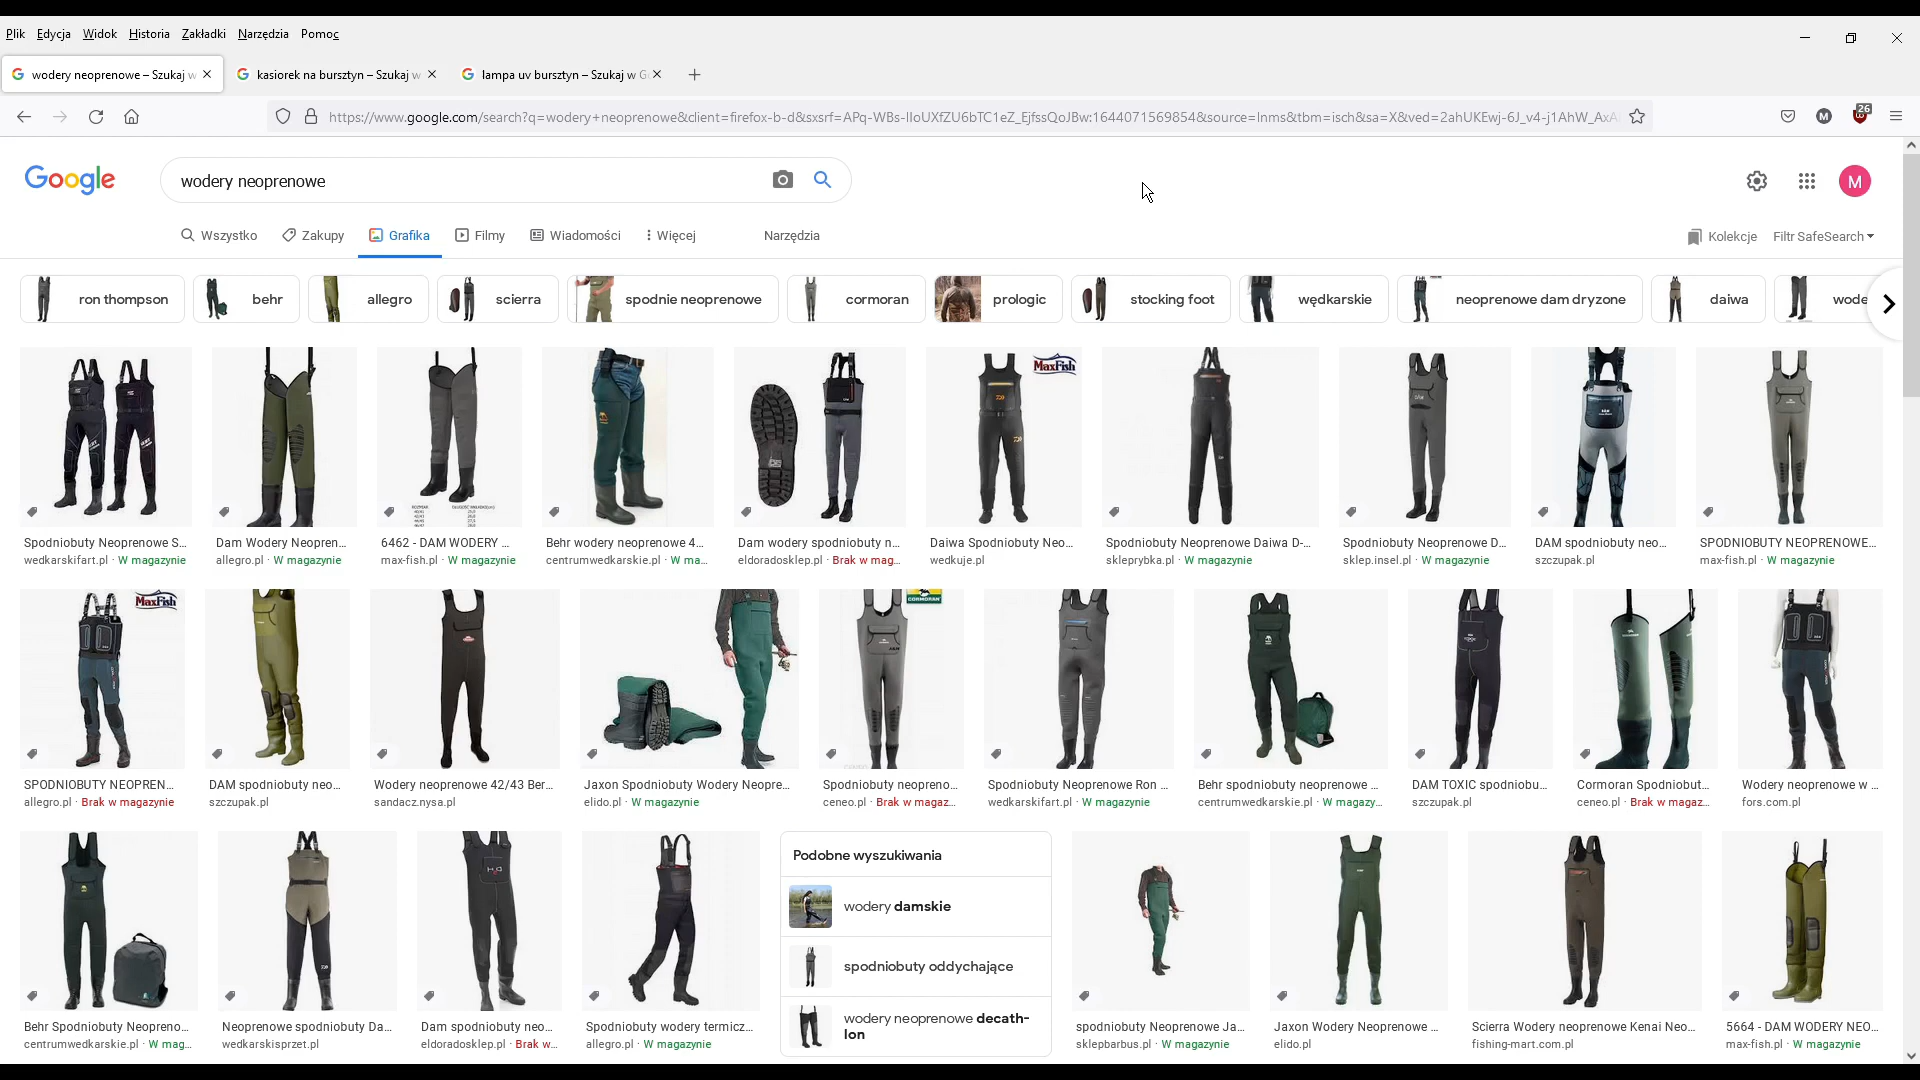 Plik Edycja Widok Historia Zakładki Narzędzia Pomoc
wodery neoprenowe – Szukaj w
kasiorek na bursztyn – Szukaj w
lampa uv bursztyn – Szukaj w G
https://www.google.com/search?q=wodery+neoprenowe&client=firefox-b-d&sxsrf=APq-WBs-lIoUXfZU6bTC1eZ_EjfssQoJBw:1644071569854&source=lnms&tbm=isch&sa=X&ved=2ahUKEwj-6J_v4-j1AhW_AxA
M
26
Google
wodery neoprenowe
M
Wszystko Zakupy Grafika Filmy Wiadomości Więcej Narzędzia
Kolekcje Filtr SafeSearch
ron thompson behr allegro scierra spodnie neoprenowe cormoran prologic stocking foot wędkarskie neoprenowe dam dryzone daiwa wode
MaxFish
Spodniobuty Neoprenowe S...
wedkarskifart.pl · W magazynie
Dam Wodery Neopren...
allegro.pl · W magazynie
6462 - DAM WODERY ...
max-fish.pl · W magazynie
Behr wodery neoprenowe 4...
centrumwedkarskie.pl · W ma...
Dam wodery spodniobuty n...
eldoradosklep.pl · Brak w mag...
Daiwa Spodniobuty Neo...
wedkuje.pl
Spodniobuty Neoprenowe Daiwa D-...
skleprybka.pl · W magazynie
Spodniobuty Neoprenowe D...
sklep.insel.pl · W magazynie
DAM spodniobuty neo...
szczupak.pl
SPODNIOBUTY NEOPRENOWE...
max-fish.pl · W magazynie
MaxFish
CORMORAN
SPODNIOBUTY NEOPREN...
allegro.pl · Brak w magazynie
DAM spodniobuty neo...
szczupak.pl
Wodery neoprenowe 42/43 Ber...
sandacz.nysa.pl
Jaxon Spodniobuty Wodery Neopre...
elido.pl · W magazynie
Spodniobuty neopreno...
ceneo.pl · Brak w magaz...
Spodniobuty Neoprenowe Ron ...
wedkarskifart.pl · W magazynie
Behr spodniobuty neoprenowe ...
centrumwedkarskie.pl · W magazy...
DAM TOXIC spodniobu...
szczupak.pl
Cormoran Spodniobut...
ceneo.pl · Brak w magaz...
Wodery neoprenowe w ...
fors.com.pl
Behr Spodniobuty Neopreno...
centrumwedkarskie.pl · W mag...
Neoprenowe spodniobuty Da...
wedkarskisprzet.pl
Dam spodniobuty neo...
eldoradosklep.pl · Brak w...
Spodniobuty wodery termicz...
allegro.pl · W magazynie
Podobne wyszukiwania
wodery damskie
spodniobuty oddychające
wodery neoprenowe decath-
lon
spodniobuty Neoprenowe Ja...
sklepbarbus.pl · W magazynie
Jaxon Wodery Neoprenowe ...
elido.pl
Scierra Wodery neoprenowe Kenai Neo...
fishing-mart.com.pl
5664 - DAM WODERY NEO...
max-fish.pl · W magazynie